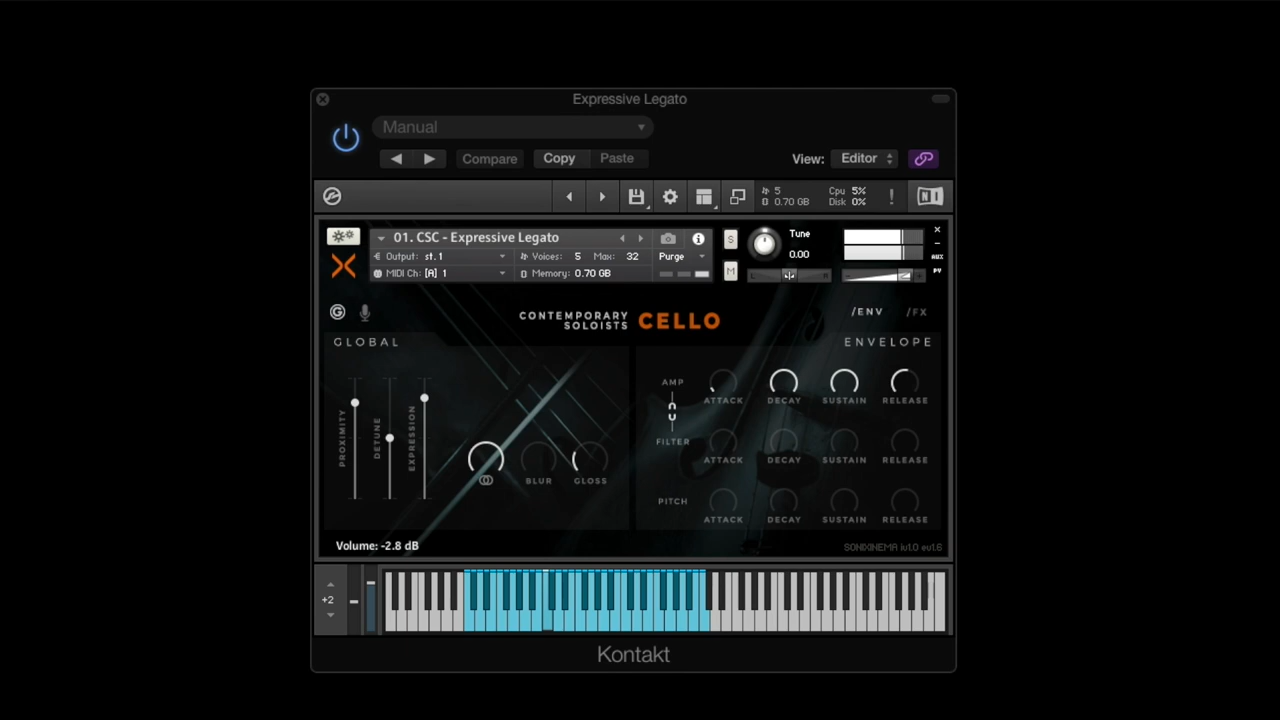 Expressive Legato
Manual
Compare Copy Paste View: Editor
5 Cpu 5%
0.70 GB Disk 0% ! NI
01. CSC - Expressive Legato S Tune
Output: st.1 Voices: 5 Max: 32 Purge 0.00 AUX
MIDI Ch: [A] 1 Memory: 0.70 GB M L R PV
G CONTEMPORARY SOLOISTS CELLO /ENV /FX
GLOBAL ENVELOPE
PROXIMITY
DETUNE
EXPRESSION
BLUR GLOSS
AMP
FILTER
ATTACK DECAY SUSTAIN RELEASE
ATTACK DECAY SUSTAIN RELEASE
PITCH
ATTACK DECAY SUSTAIN RELEASE
Volume: -2.8 dB
+2
Kontakt